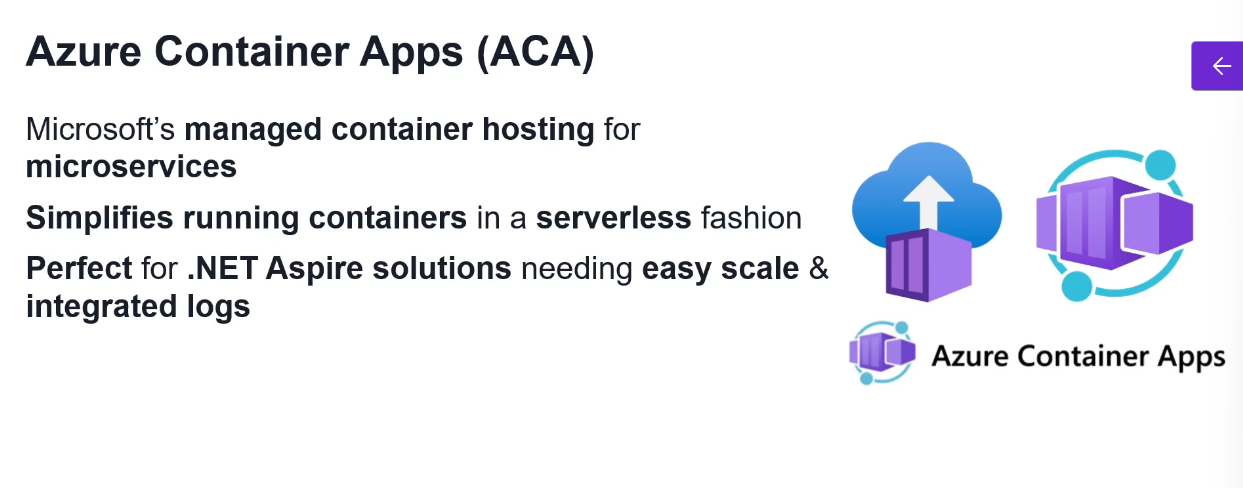 Azure Container Apps (ACA)
Microsoft’s managed container hosting for
microservices
Simplifies running containers in a serverless fashion
Perfect for .NET Aspire solutions needing easy scale &
integrated logs
Azure Container Apps